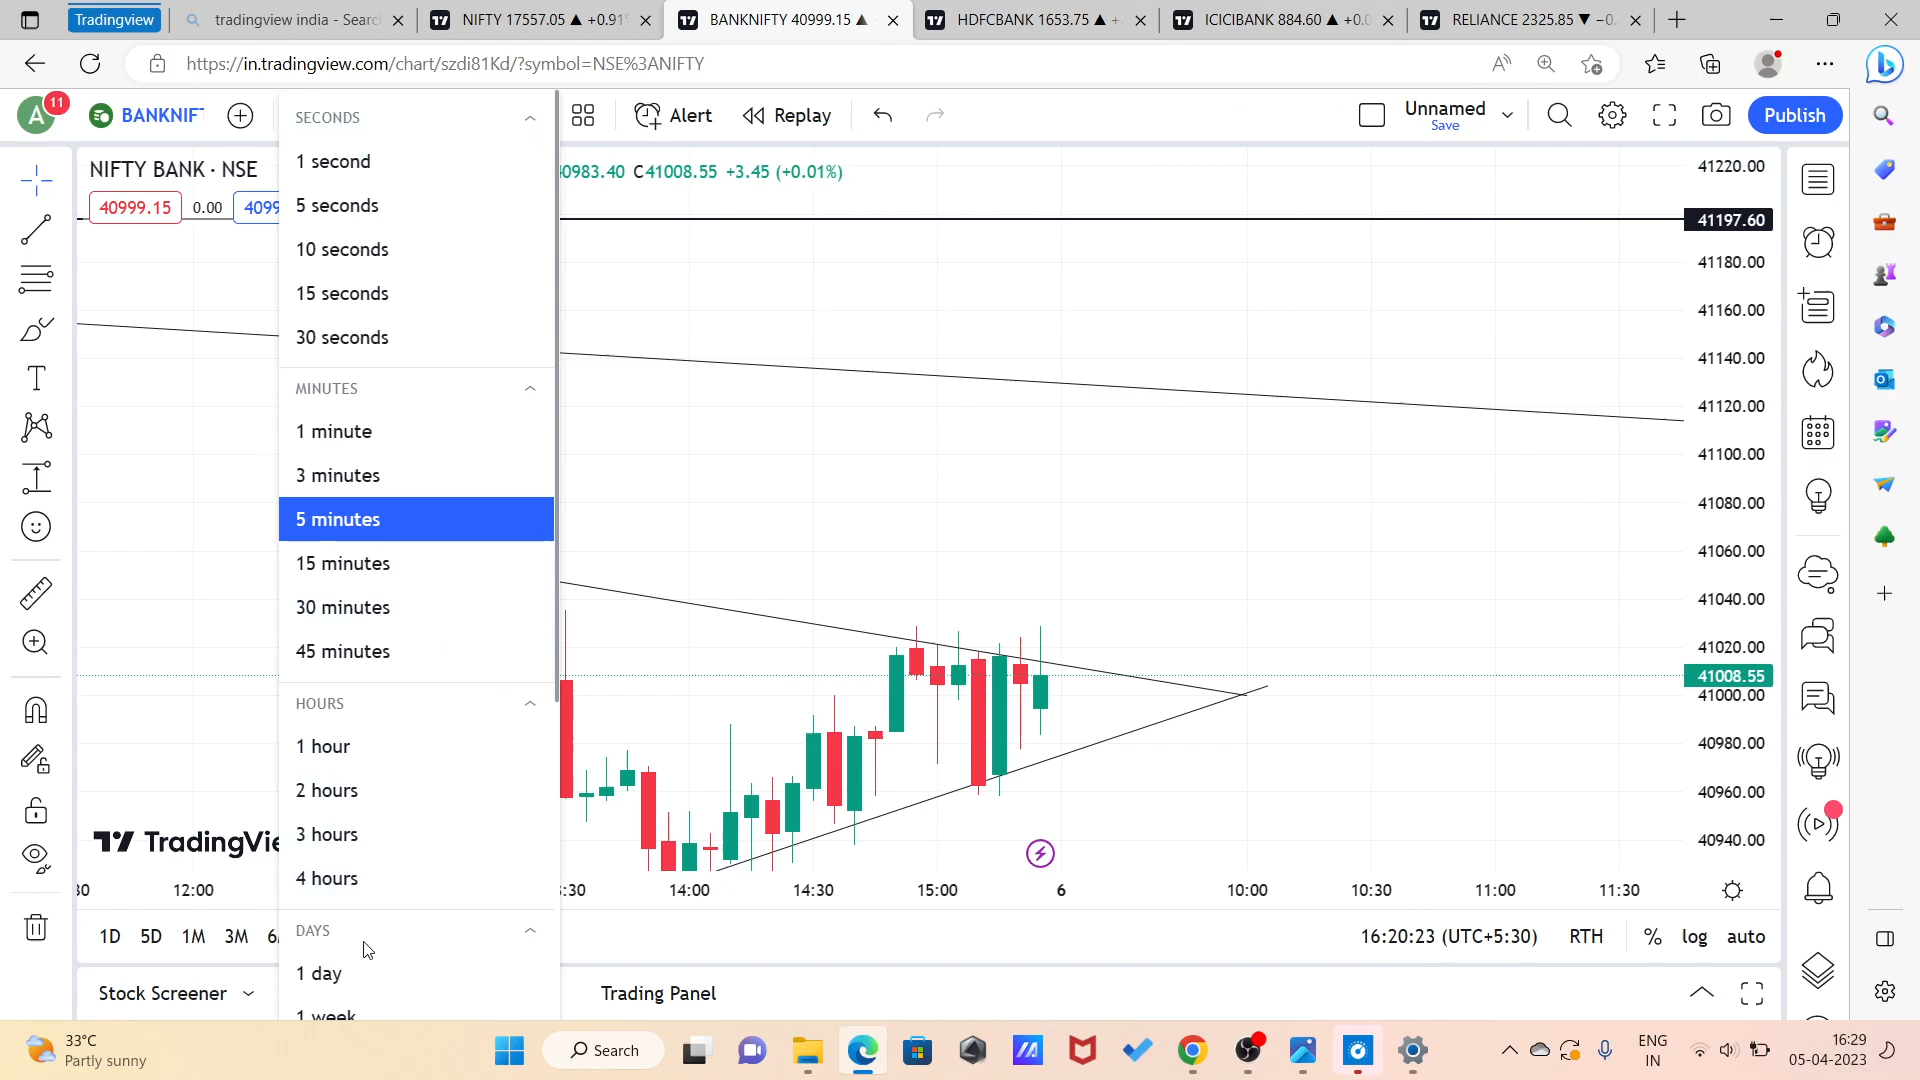 Tradingview
tradingview india - Searc
NIFTY 17557.05 ▲ +0.91%
BANKNIFTY 40999.15 ▲
HDFCBANK 1653.75 ▲ +
ICICIBANK 884.60 ▲ +0.
RELIANCE 2325.85 ▼ −0.
https://in.tradingview.com/chart/szdi81Kd/?symbol=NSE%3ANIFTY
A 11
BANKNIF
Alert
Replay
Unnamed
Save
Publish
NIFTY BANK · NSE
0983.40 C41008.55 +3.45 (+0.01%)
40999.15 0.00 4099
SECONDS
1 second
5 seconds
10 seconds
15 seconds
30 seconds
MINUTES
1 minute
3 minutes
5 minutes
15 minutes
30 minutes
45 minutes
HOURS
1 hour
2 hours
3 hours
4 hours
DAYS
1 day
1 week
41220.00
41197.60
41180.00
41160.00
41140.00
41120.00
41100.00
41080.00
41060.00
41040.00
41020.00
41008.55
41000.00
40980.00
40960.00
40940.00
TradingVie
30 12:00 :30 14:00 14:30 15:00 6 10:00 10:30 11:00 11:30
1D 5D 1M 3M 6
16:20:23 (UTC+5:30) RTH % log auto
Stock Screener
Trading Panel
33°C
Partly sunny
Search
ENG
IN
16:29
05-04-2023